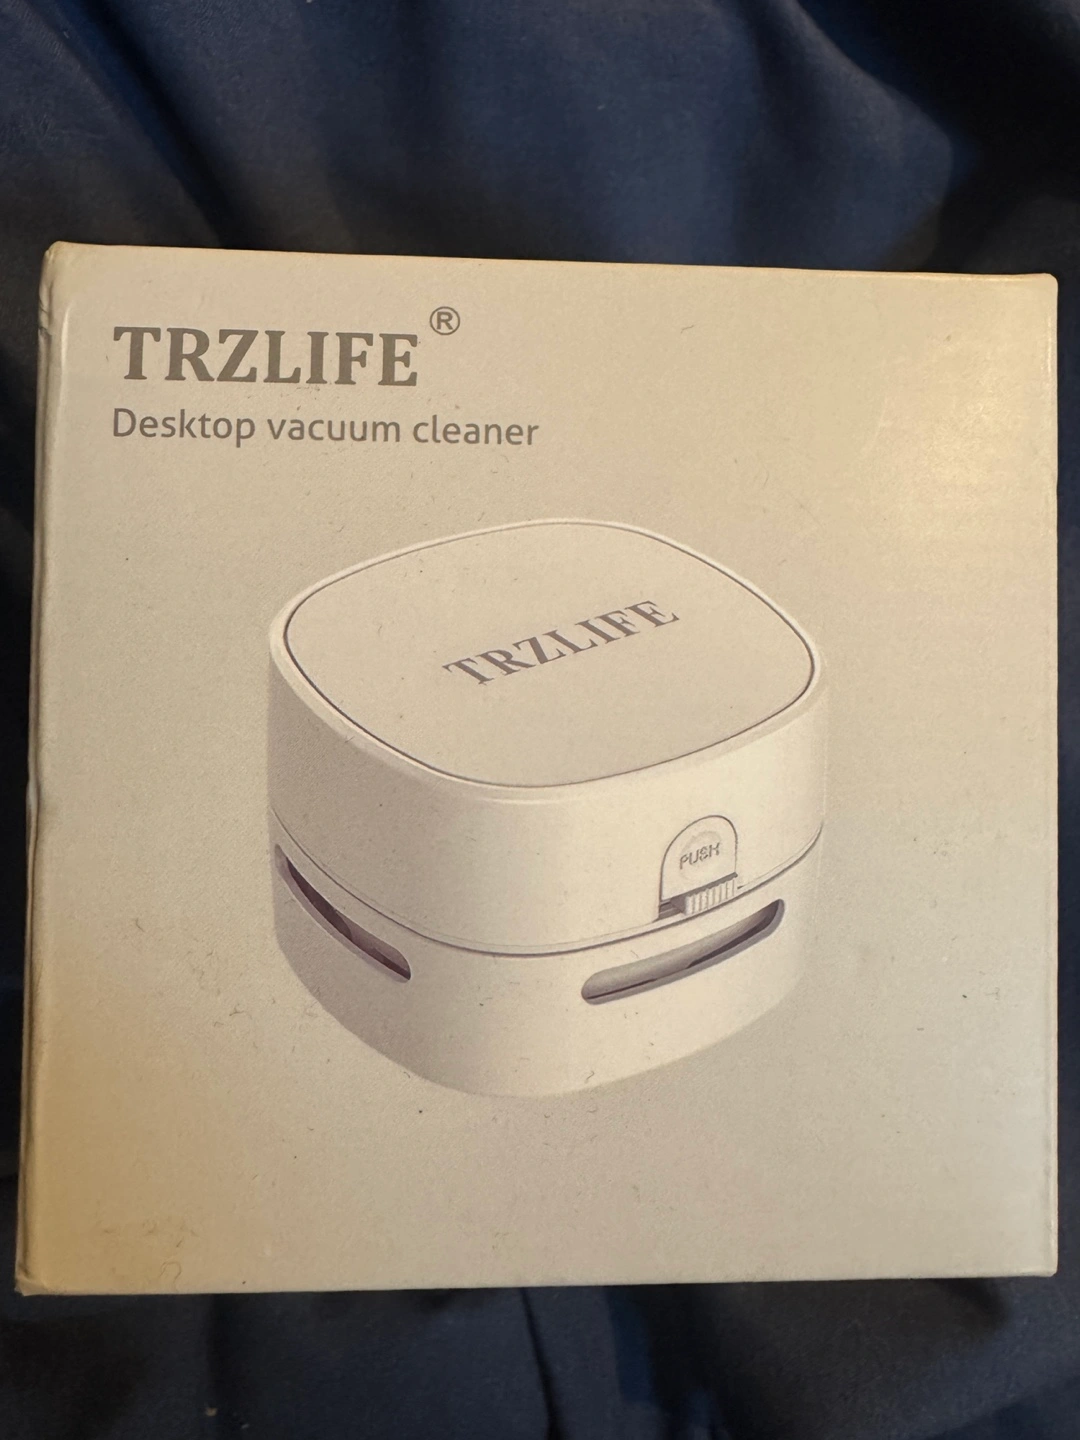 TRZLIFE®
Desktop vacuum cleaner
TRZLIFE
PUSH